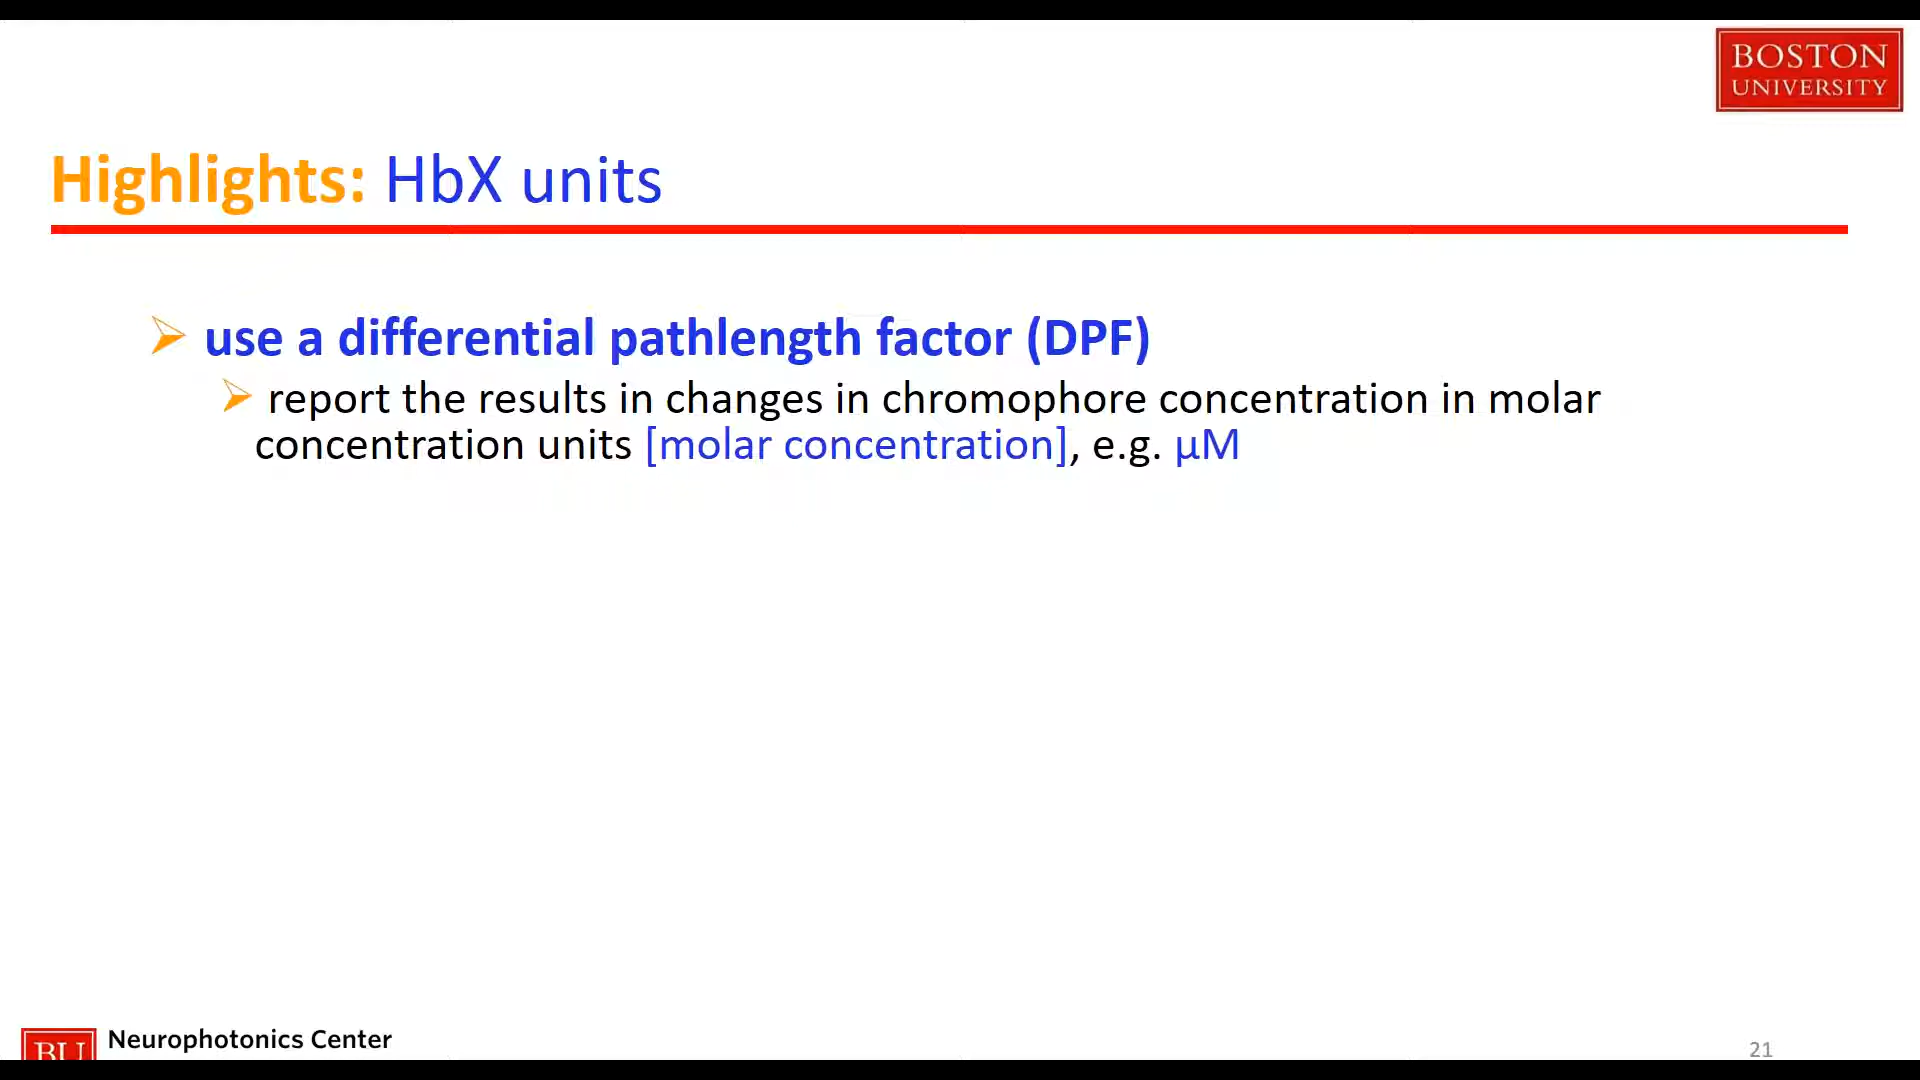 BOSTON
UNIVERSITY
Highlights: HbX units
use a differential pathlength factor (DPF)
report the results in changes in chromophore concentration in molar
concentration units [molar concentration], e.g. µM
BU
Neurophotonics Center
21